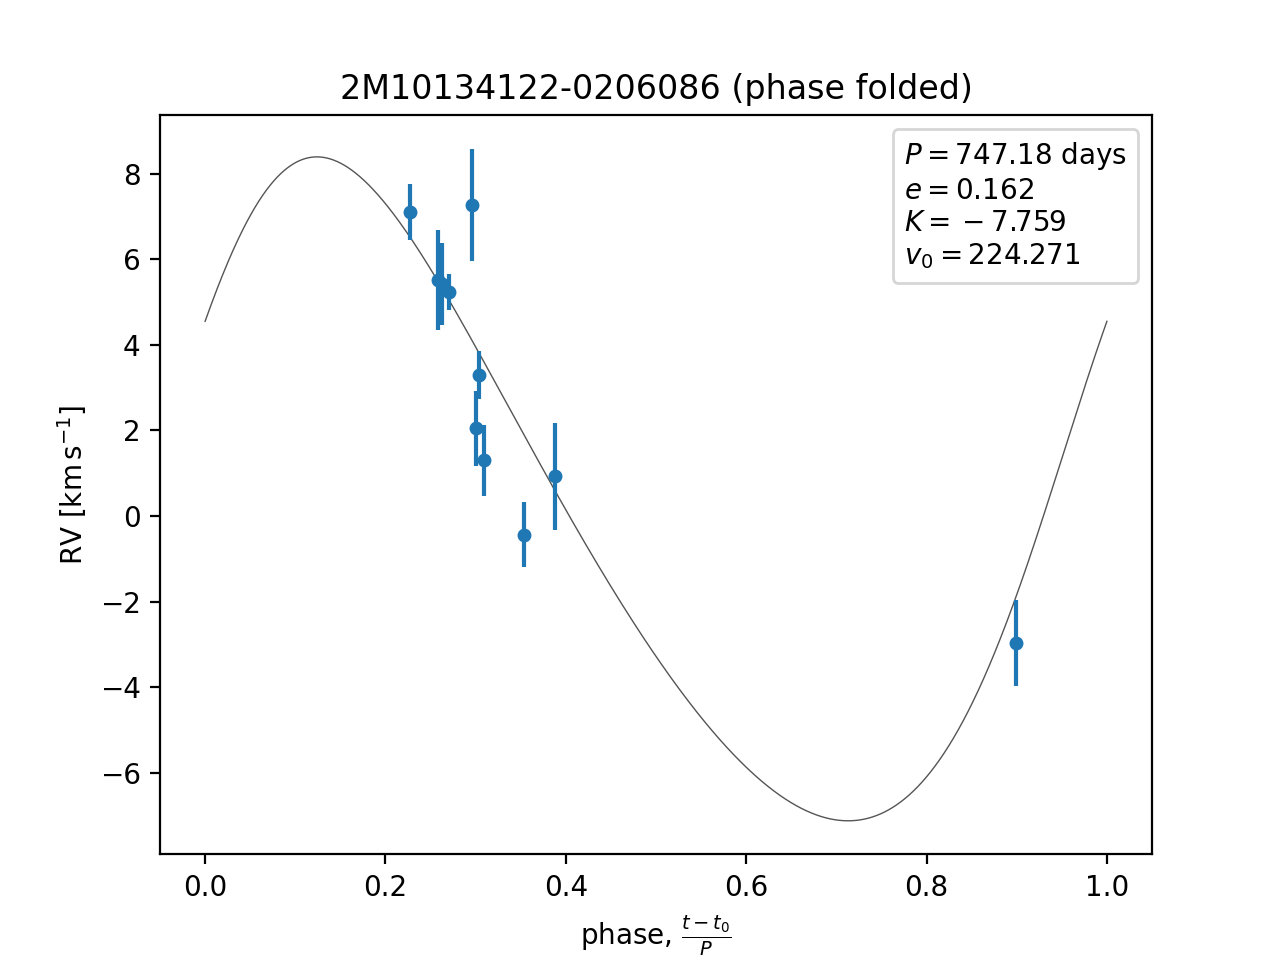 2M10134122-0206086 (phase folded)
P = 747.18 days
e = 0.162
K = −7.759
v₀ = 224.271
RV [km s⁻¹]
8
6
4
2
0
−2
−4
−6
0.0 0.2 0.4 0.6 0.8 1.0
phase, (t − t₀)/P